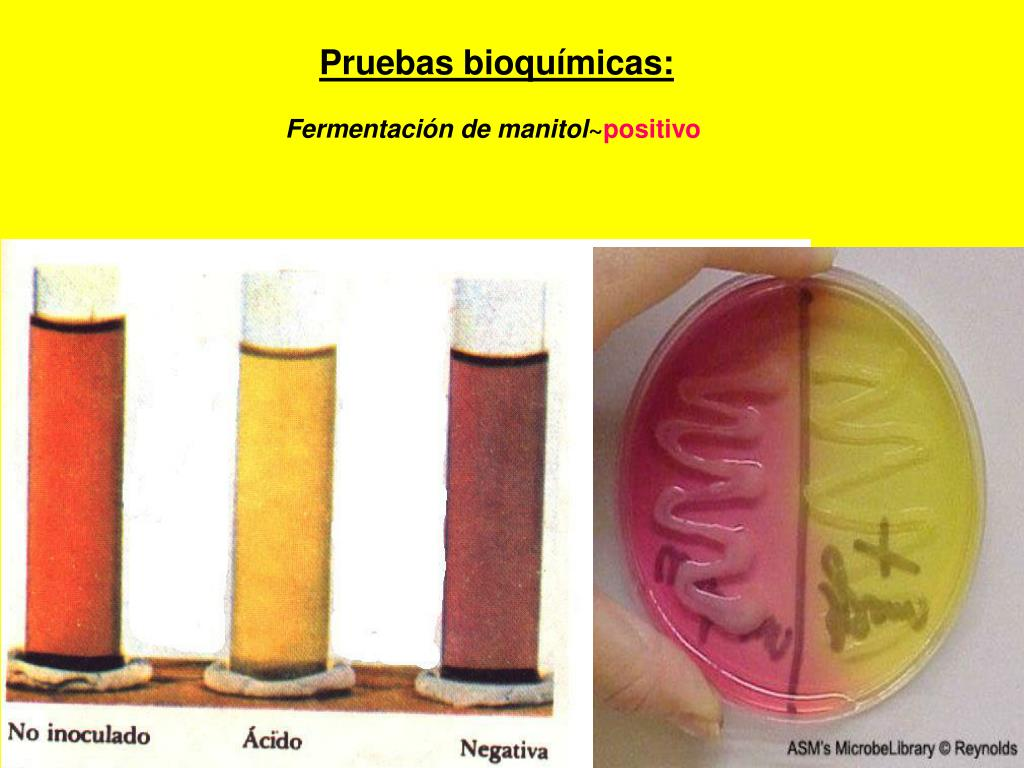 Pruebas bioquímicas:
Fermentación de manitol~positivo
No inoculado
Ácido
Negativa
ASM's MicrobeLibrary © Reynolds